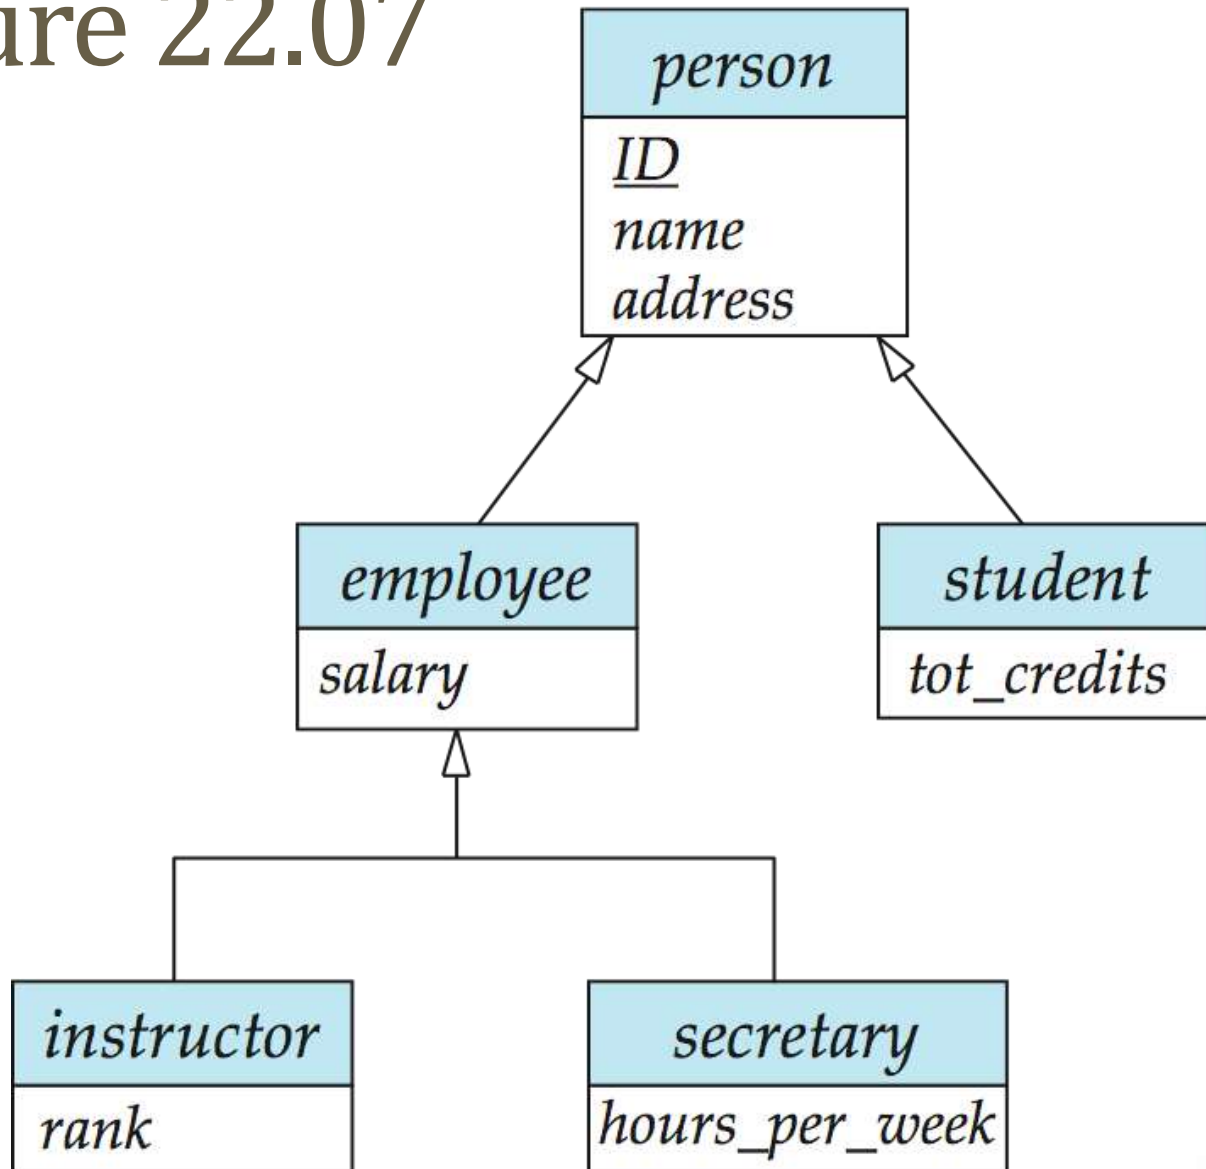 ure 22.07
person
ID
name
address
employee
student
salary
tot_credits
instructor
secretary
rank
hours_per_week